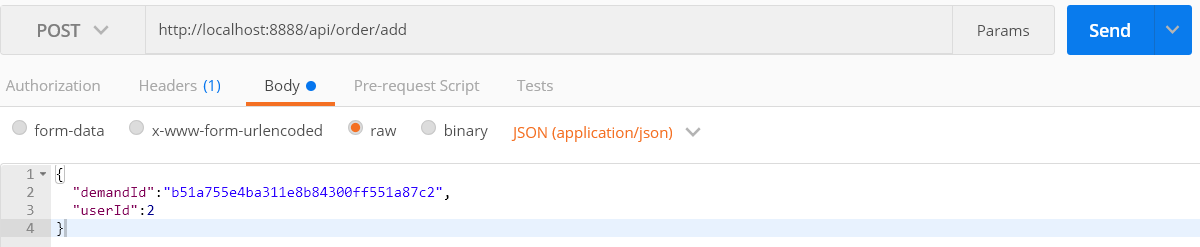 POST http://localhost:8888/api/order/add Params Send
Authorization Headers (1) Body Pre-request Script Tests
form-data x-www-form-urlencoded raw binary JSON (application/json)
1 {
2 "demandId":"b51a755e4ba311e8b84300ff551a87c2",
3 "userId":2
4 }